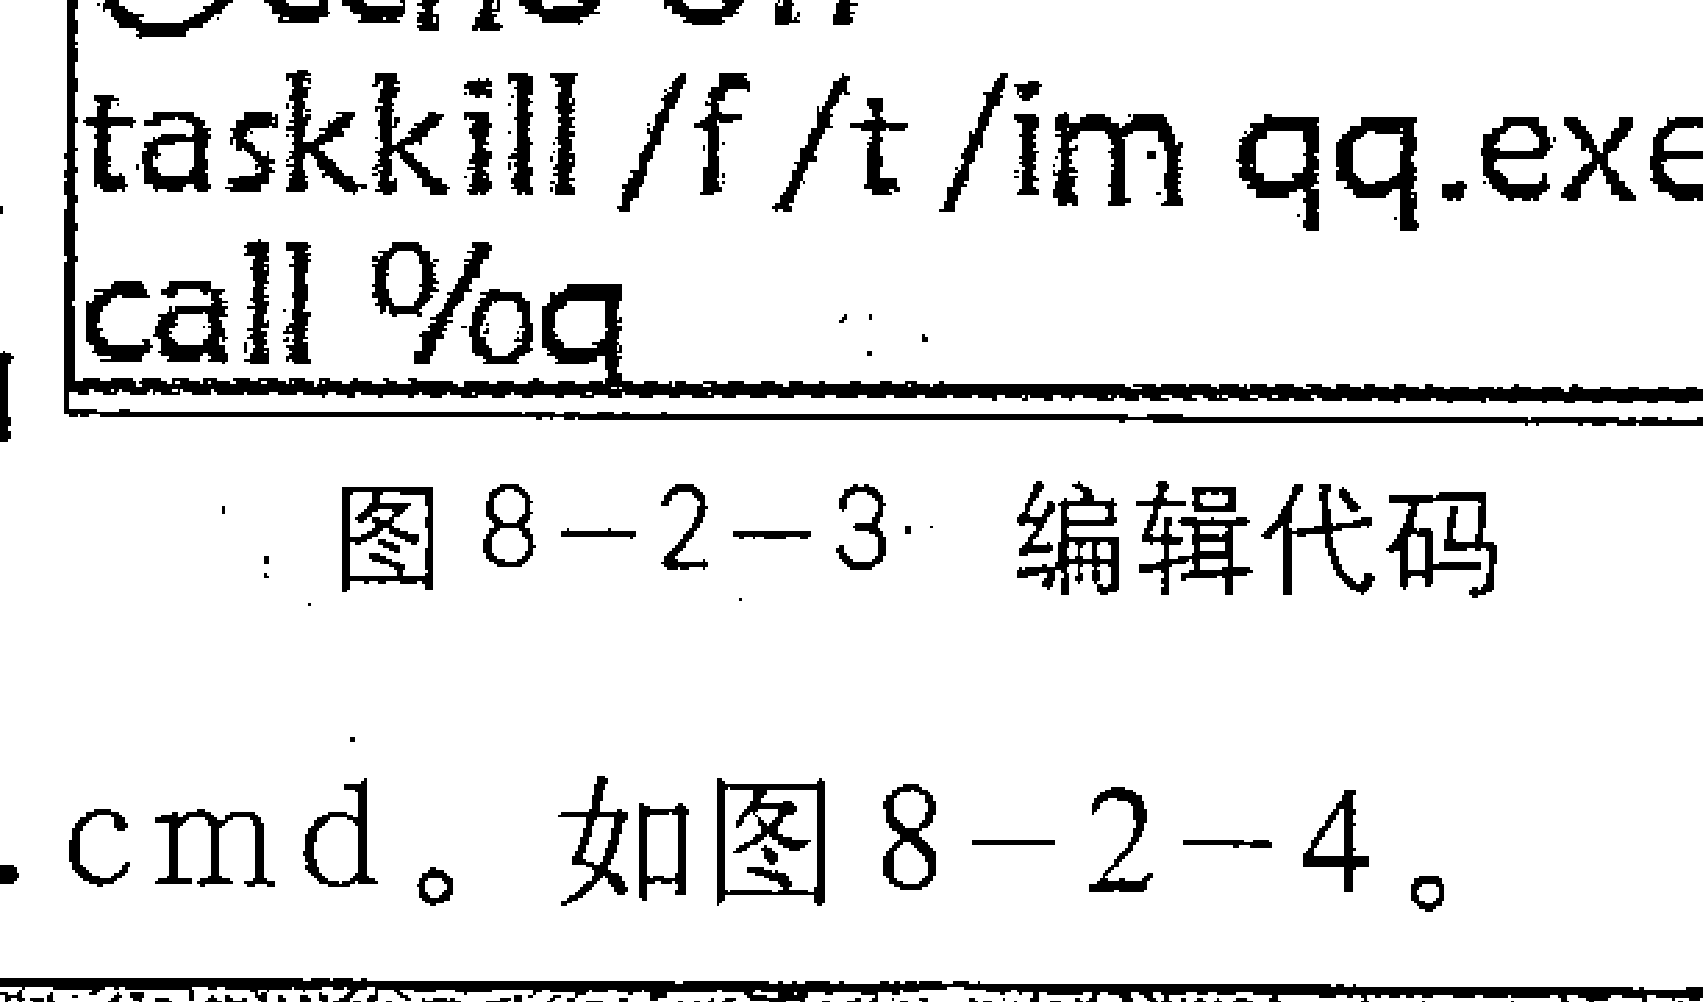 taskkill /f /t /im qq.exe
call %q
图 8－2－3 编辑代码
.cmd。如图 8－2－4。